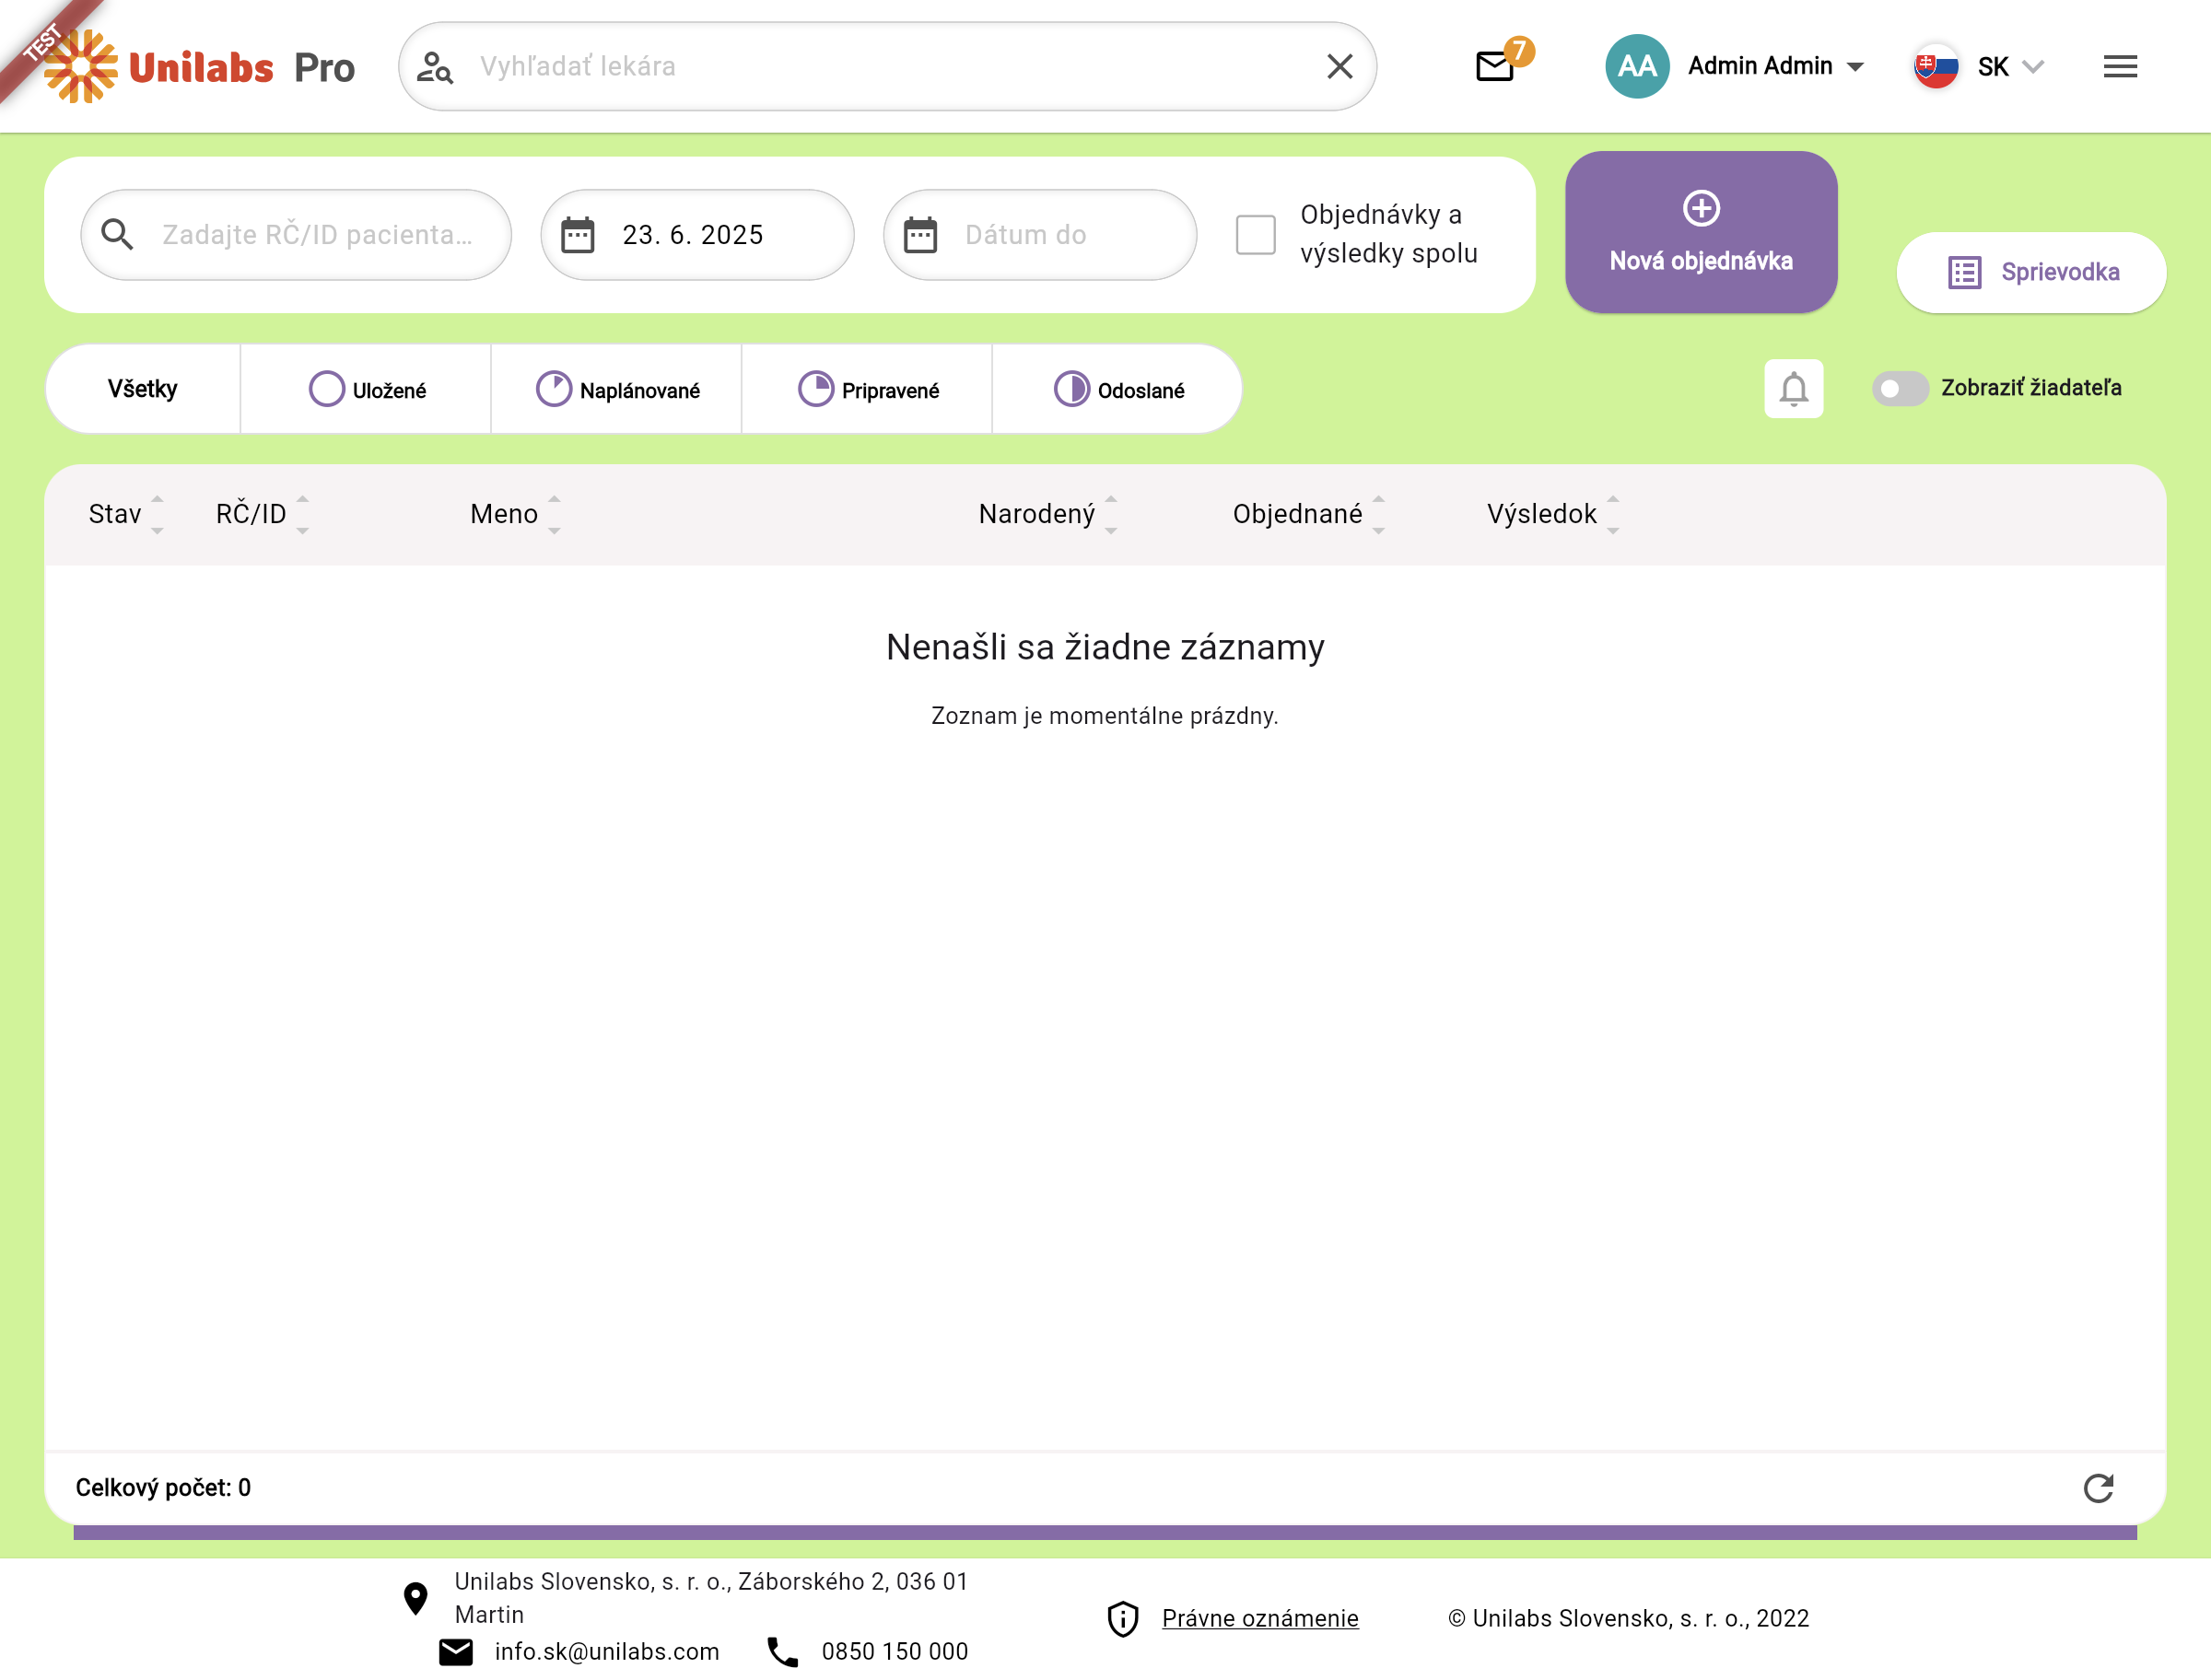 TEST
Unilabs Pro
Vyhľadať lekára
7
AA
Admin Admin
SK
Zadajte RČ/ID pacienta...
23. 6. 2025
Dátum do
Objednávky a
výsledky spolu
Nová objednávka
Sprievodka
Všetky
Uložené
Naplánované
Pripravené
Odoslané
Zobraziť žiadateľa
Stav
RČ/ID
Meno
Narodený
Objednané
Výsledok
Nenašli sa žiadne záznamy
Zoznam je momentálne prázdny.
Celkový počet: 0
Unilabs Slovensko, s. r. o., Záborského 2, 036 01
Martin
info.sk@unilabs.com
0850 150 000
Právne oznámenie
© Unilabs Slovensko, s. r. o., 2022